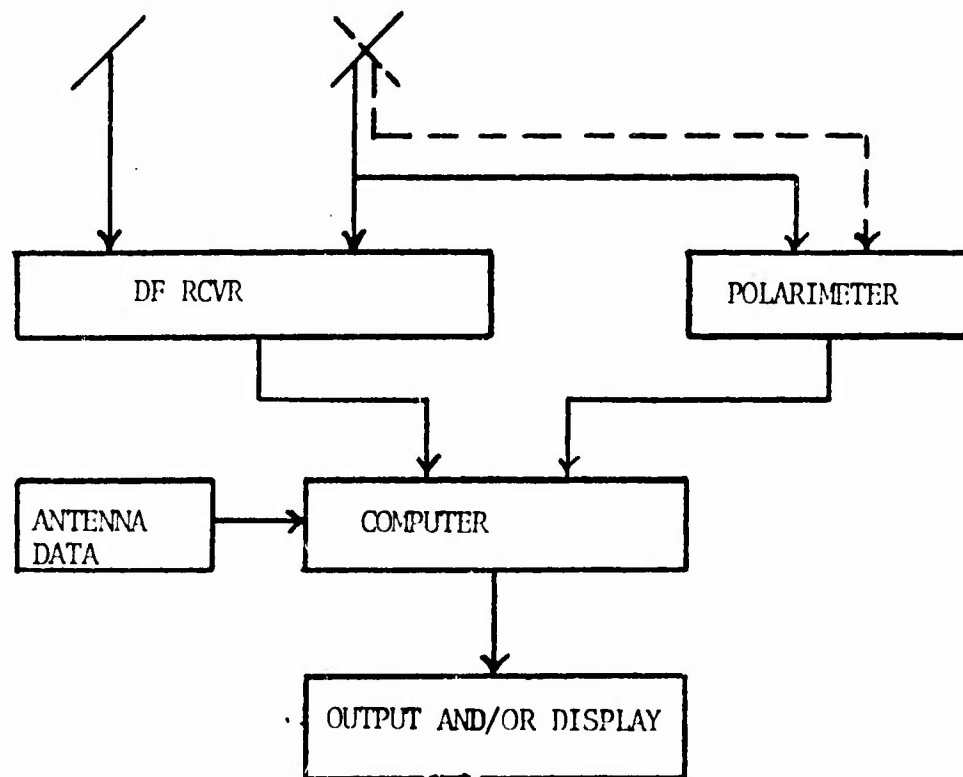 DF RCVR
POLARIMETER
ANTENNA
DATA
COMPUTER
OUTPUT AND/OR DISPLAY